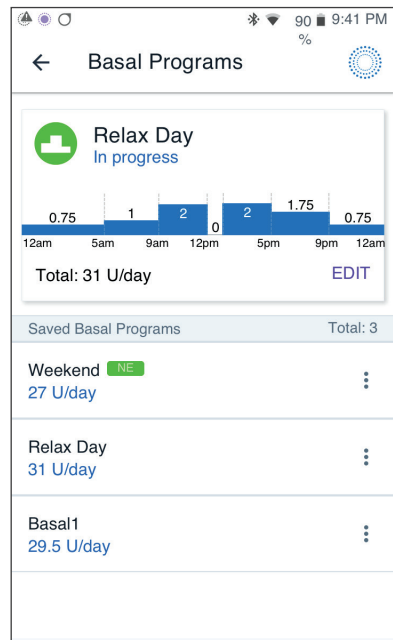 90 % 9:41 PM
Basal Programs
Relax Day
In progress
0.75 1 2 0 2 1.75 0.75
12am 5am 9am 12pm 5pm 9pm 12am
Total: 31 U/day EDIT
Saved Basal Programs Total: 3
Weekend NE
27 U/day
Relax Day
31 U/day
Basal1
29.5 U/day